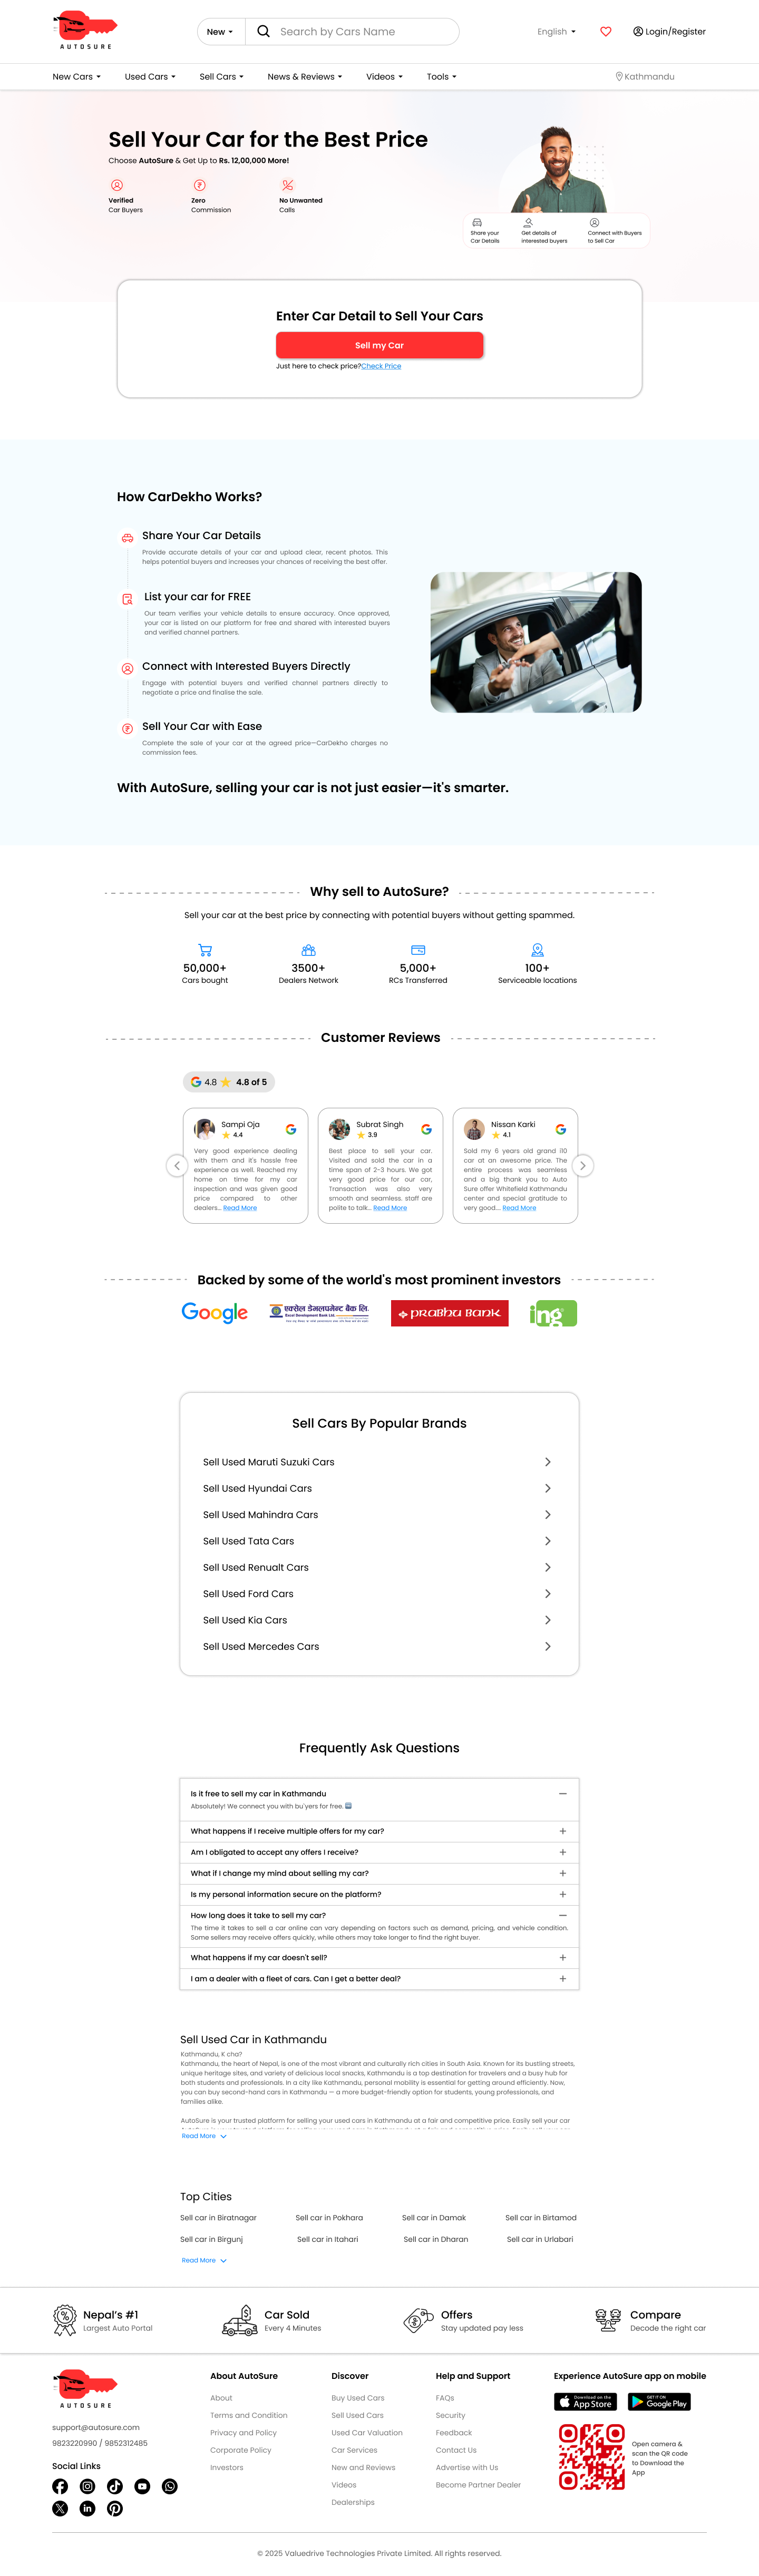 AUTOSURE
New
Search by Cars Name
English
Login/Register
New Cars
Used Cars
Sell Cars
News & Reviews
Videos
Tools
Kathmandu
Sell Your Car for the Best Price
Choose AutoSure & Get Up to Rs. 12,00,000 More!
Verified
Car Buyers
Zero
Commission
No Unwanted
Calls
Share your
Car Details
Get details of
interested buyers
Connect with Buyers
to Sell Car
Enter Car Detail to Sell Your Cars
Sell my Car
Just here to check price?Check Price
How CarDekho Works?
Share Your Car Details
Provide accurate details of your car and upload clear, recent photos. This
helps potential buyers and increases your chances of receiving the best offer.
List your car for FREE
Our team verifies your vehicle details to ensure accuracy. Once approved,
your car is listed on our platform for free and shared with interested buyers
and verified channel partners.
Connect with Interested Buyers Directly
Engage with potential buyers and verified channel partners directly to
negotiate a price and finalise the sale.
Sell Your Car with Ease
Complete the sale of your car at the agreed price—CarDekho charges no
commission fees.
With AutoSure, selling your car is not just easier—it's smarter.
Why sell to AutoSure?
Sell your car at the best price by connecting with potential buyers without getting spammed.
50,000+
Cars bought
3500+
Dealers Network
5,000+
RCs Transferred
100+
Serviceable locations
Customer Reviews
4.8 4.8 of 5
Sampi Oja
4.4
Very good experience dealing
with them and it's hassle free
experience as well. Reached my
home on time for my car
inspection and was given good
price compared to other
dealers... Read More
Subrat Singh
3.9
Best place to sell your car.
Visited and sold the car in a
time span of 2-3 hours. We got
very good price for our car,
Transaction was also very
smooth and seamless. staff are
polite to talk... Read More
Nissan Karki
4.1
Sold my 6 years old grand i10
car at an awesome price. The
entire process was seamless
and a big thank you to Auto
Sure offer Whitefield Kathmandu
center and special gratitude to
very good.... Read More
Backed by some of the world's most prominent investors
Google
एक्सेल डेभलपमेन्ट बैंक लि.
Excel Development Bank Ltd.
PRABHU BANK
ing
Sell Cars By Popular Brands
Sell Used Maruti Suzuki Cars
Sell Used Hyundai Cars
Sell Used Mahindra Cars
Sell Used Tata Cars
Sell Used Renualt Cars
Sell Used Ford Cars
Sell Used Kia Cars
Sell Used Mercedes Cars
Frequently Ask Questions
Is it free to sell my car in Kathmandu
Absolutely! We connect you with bu'yers for free.
What happens if I receive multiple offers for my car?
Am I obligated to accept any offers I receive?
What if I change my mind about selling my car?
Is my personal information secure on the platform?
How long does it take to sell my car?
The time it takes to sell a car online can vary depending on factors such as demand, pricing, and vehicle condition.
Some sellers may receive offers quickly, while others may take longer to find the right buyer.
What happens if my car doesn't sell?
I am a dealer with a fleet of cars. Can I get a better deal?
Sell Used Car in Kathmandu
Kathmandu, K cha?
Kathmandu, the heart of Nepal, is one of the most vibrant and culturally rich cities in South Asia. Known for its bustling streets,
unique heritage sites, and variety of delicious local snacks, Kathmandu is a top destination for travelers and a busy hub for
both students and professionals. In a city like Kathmandu, personal mobility is essential for getting around efficiently. Now,
you can buy second-hand cars in Kathmandu — a more budget-friendly option for students, young professionals, and
families alike.
AutoSure is your trusted platform for selling your used cars in Kathmandu at a fair and competitive price. Easily sell your car
Read More
Top Cities
Sell car in Biratnagar
Sell car in Pokhara
Sell car in Damak
Sell car in Birtamod
Sell car in Birgunj
Sell car in Itahari
Sell car in Dharan
Sell car in Urlabari
Read More
Nepal's #1
Largest Auto Portal
Car Sold
Every 4 Minutes
Offers
Stay updated pay less
Compare
Decode the right car
AUTOSURE
support@autosure.com
9823220990 / 9852312485
Social Links
About AutoSure
About
Terms and Condition
Privacy and Policy
Corporate Policy
Investors
Discover
Buy Used Cars
Sell Used Cars
Used Car Valuation
Car Services
New and Reviews
Videos
Dealerships
Help and Support
FAQs
Security
Feedback
Contact Us
Advertise with Us
Become Partner Dealer
Experience AutoSure app on mobile
Download on the
App Store
GET IT ON
Google Play
Open camera &
scan the QR code
to Download the
App
© 2025 Valuedrive Technologies Private Limited. All rights reserved.